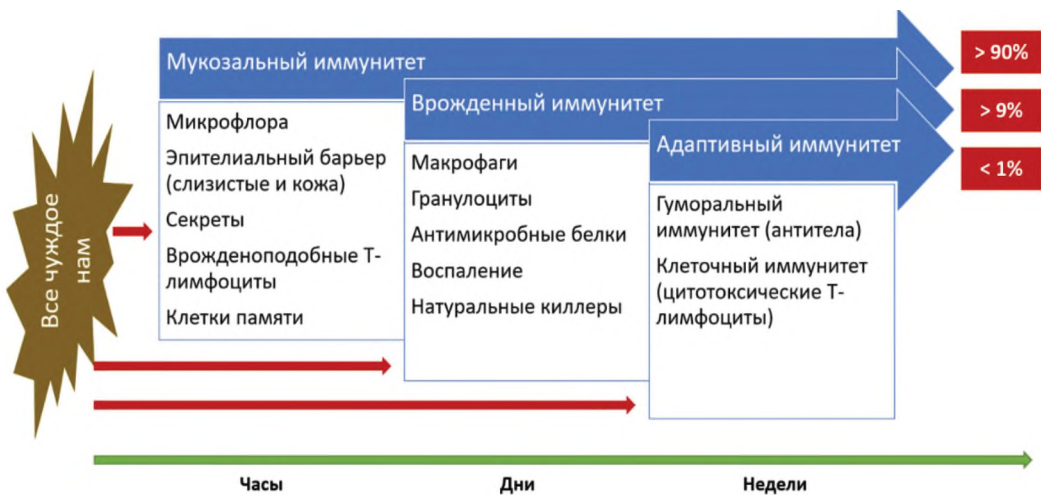 Мукозальный иммунитет
> 90%
Врожденный иммунитет
> 9%
Адаптивный иммунитет
< 1%
Все чуждое
нам
Микрофлора
Эпителиальный барьер
(слизистые и кожа)
Секреты
Врожденоподобные Т-
лимфоциты
Клетки памяти
Макрофаги
Гранулоциты
Антимикробные белки
Воспаление
Натуральные киллеры
Гуморальный
иммунитет (антитела)
Клеточный иммунитет
(цитотоксические Т-
лимфоциты)
Часы
Дни
Недели